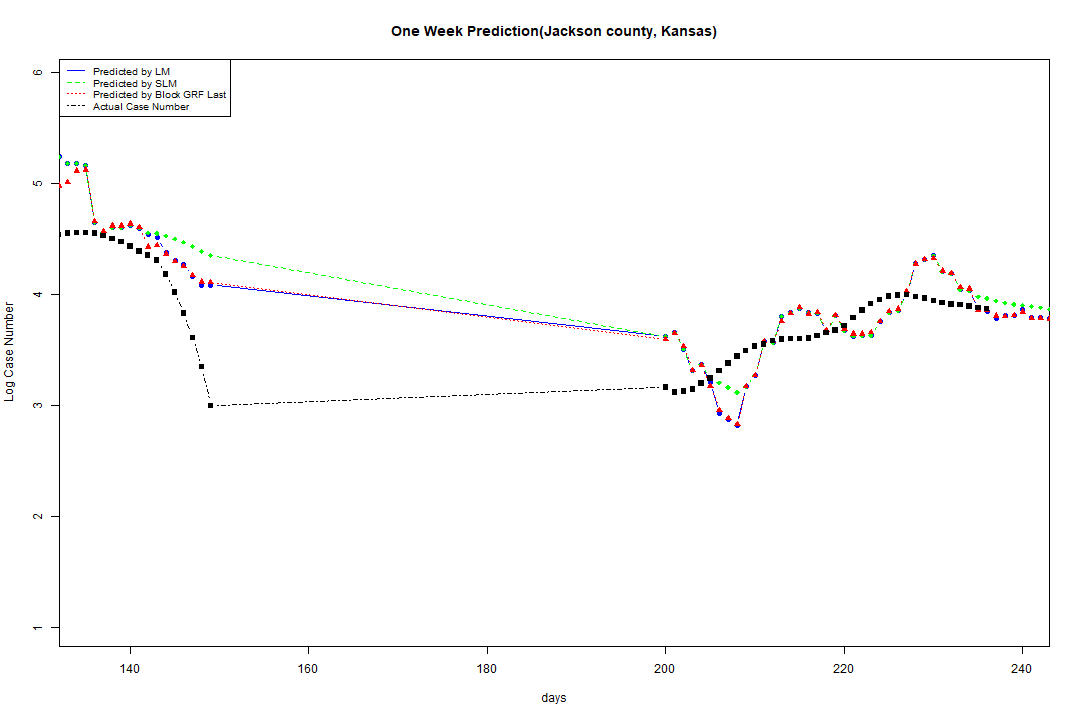 One Week Prediction(Jackson county, Kansas)
Predicted by LM
Predicted by SLM
Predicted by Block GRF Last
Actual Case Number
6
5
4
3
2
1
Log Case Number
140 160 180 200 220 240
days